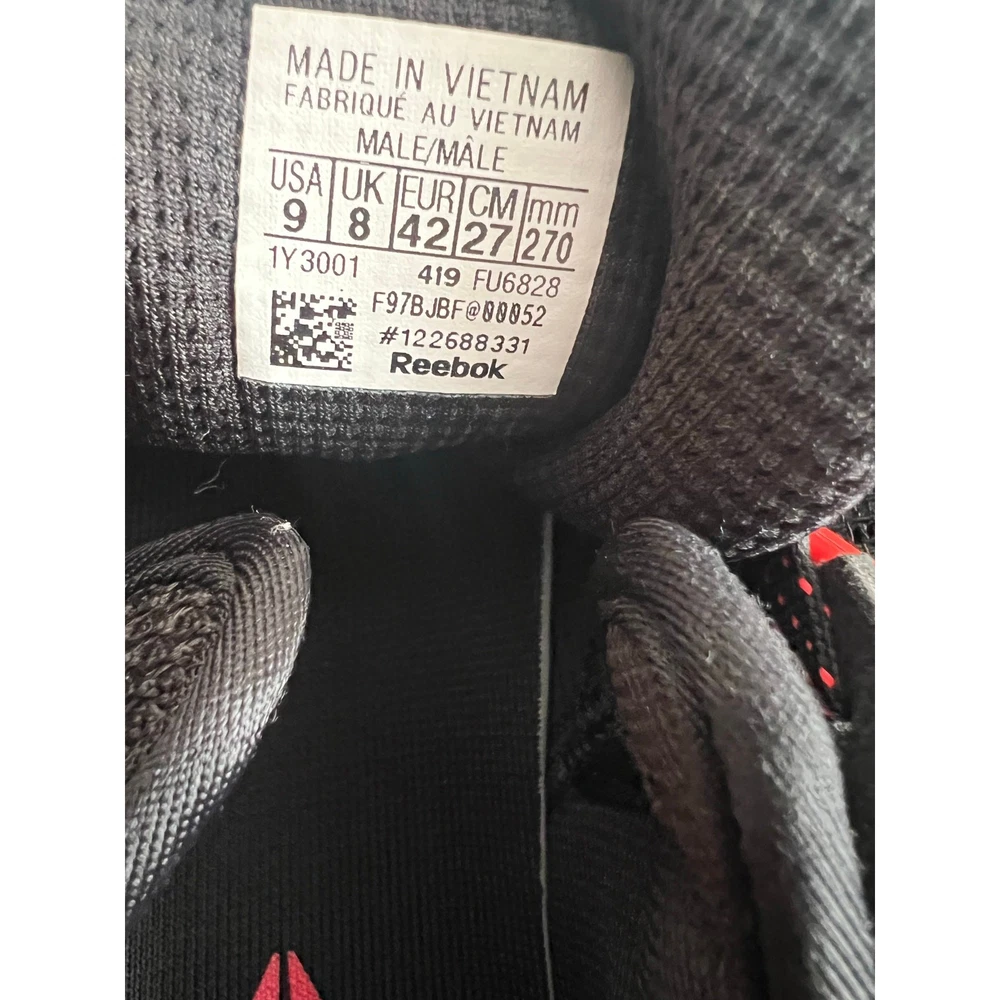 MADE IN VIETNAM
FABRIQUÉ AU VIETNAM
MALE/MÂLE
USA UK EUR CM mm
9 8 42 27 270
1Y3001 419 FU6828
F97BJBF@00052
#122688331
Reebok